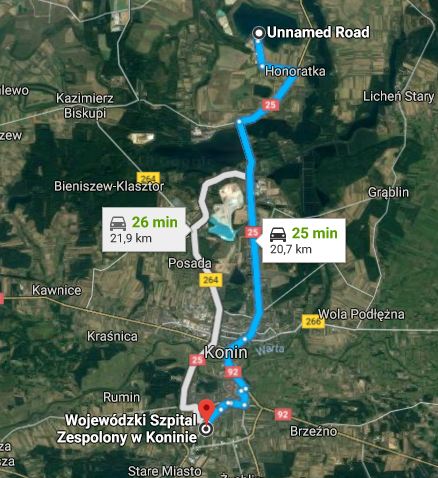 Unnamed Road
Honoratka
25
Licheń Stary
Kazimierz
Biskupi
264
Bieniszew-Klasztor
Grąblin
26 min
21,9 km
25
25 min
20,7 km
Posada
264
Kawnice
266
Wola Podłężna
Kraśnica
Konin
Warta
25
92
Rumin
92
Wojewódzki Szpital
Zespolony w Koninie
Brzeźno
Stare Miasto